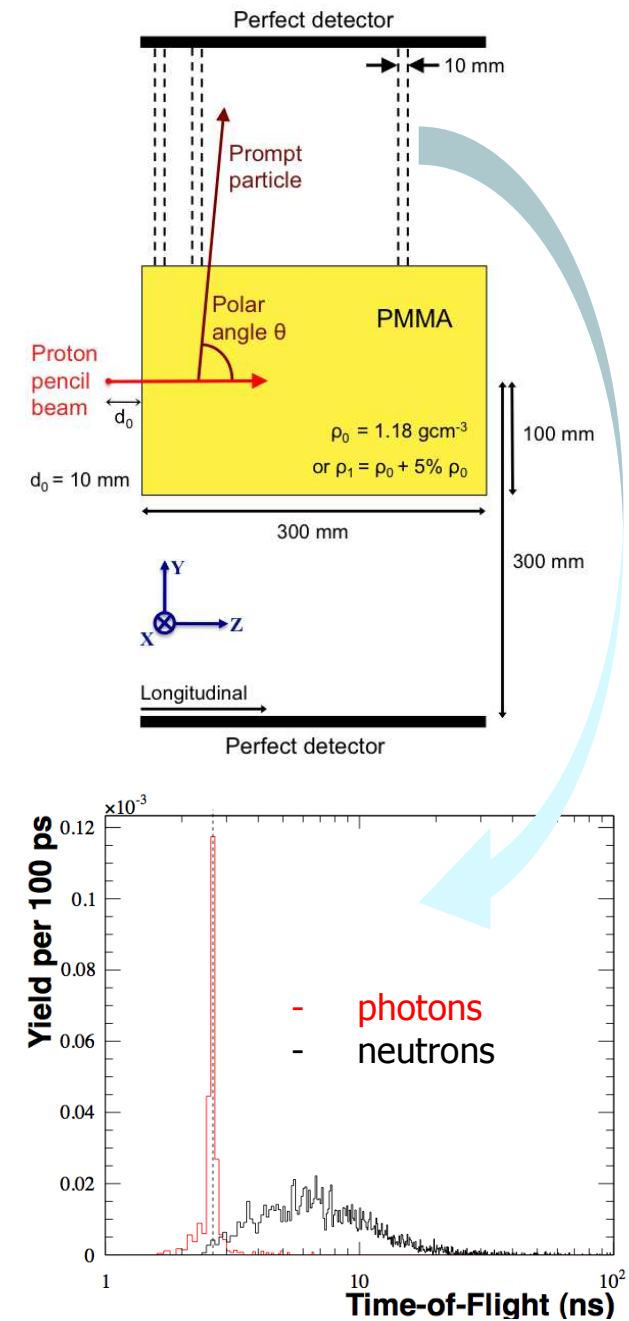 Perfect detector
10 mm
Prompt
particle
Polar
angle θ
PMMA
Proton
pencil
beam
d₀
ρ₀ = 1.18 gcm⁻³
or ρ₁ = ρ₀ + 5% ρ₀
100 mm
d₀ = 10 mm
300 mm
300 mm
Y
X
Z
Longitudinal
Perfect detector
×10⁻³
Yield per 100 ps
0.12
0.1
0.08
0.06
0.04
0.02
0
- photons
- neutrons
1
10
10²
Time-of-Flight (ns)